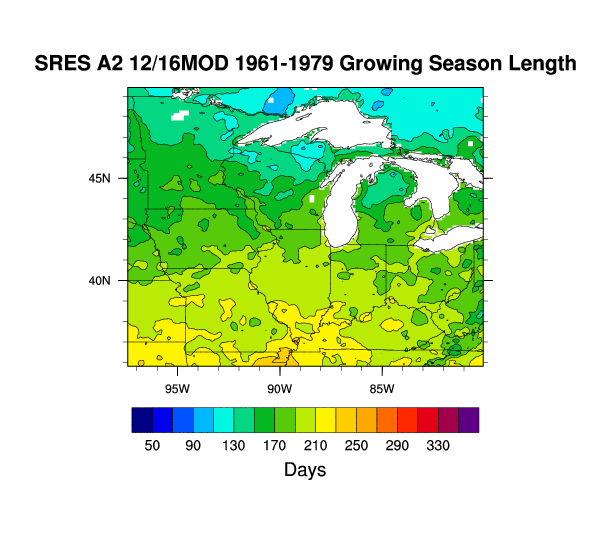 SRES A2 12/16MOD 1961-1979 Growing Season Length
45N
40N
95W 90W 85W
50 90 130 170 210 250 290 330
Days